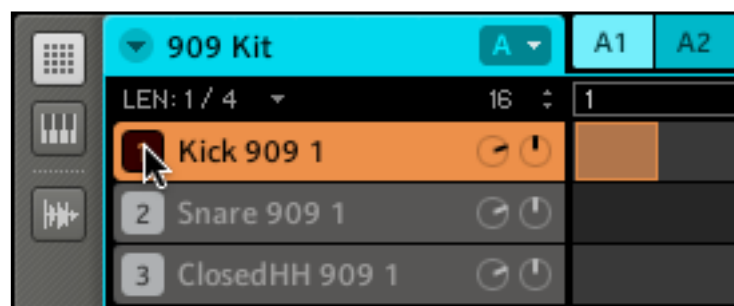 909 Kit A A1 A2
LEN: 1 / 4 16 1
Kick 909 1
2 Snare 909 1
3 ClosedHH 909 1